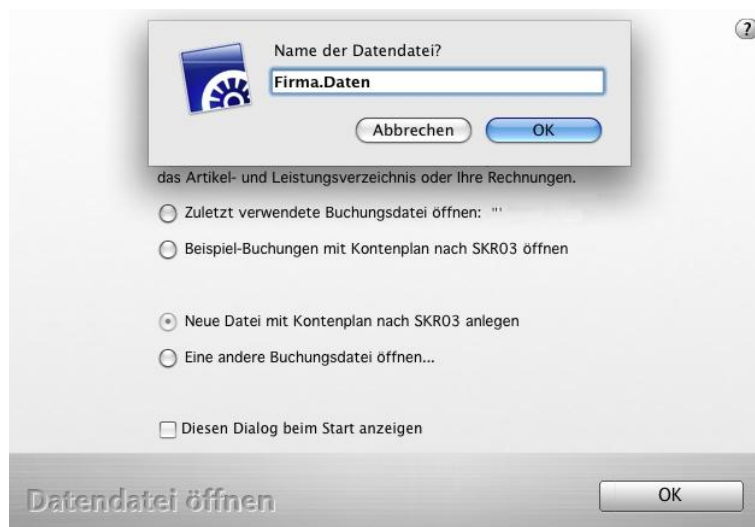 ?
Name der Datendatei?
Firma.Daten
Abbrechen
OK
das Artikel- und Leistungsverzeichnis oder Ihre Rechnungen.
Zuletzt verwendete Buchungsdatei öffnen: "'
Beispiel-Buchungen mit Kontenplan nach SKR03 öffnen
Neue Datei mit Kontenplan nach SKR03 anlegen
Eine andere Buchungsdatei öffnen...
Diesen Dialog beim Start anzeigen
Datendatei öffnen
OK